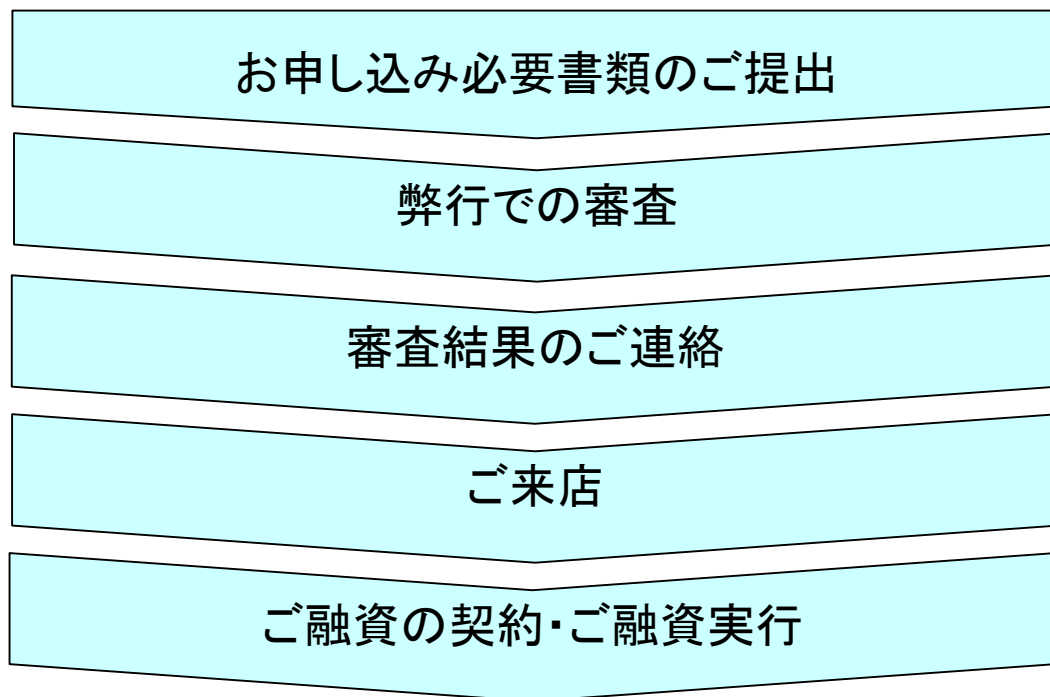 お申し込み必要書類のご提出
弊行での審査
審査結果のご連絡
ご来店
ご融資の契約・ご融資実行